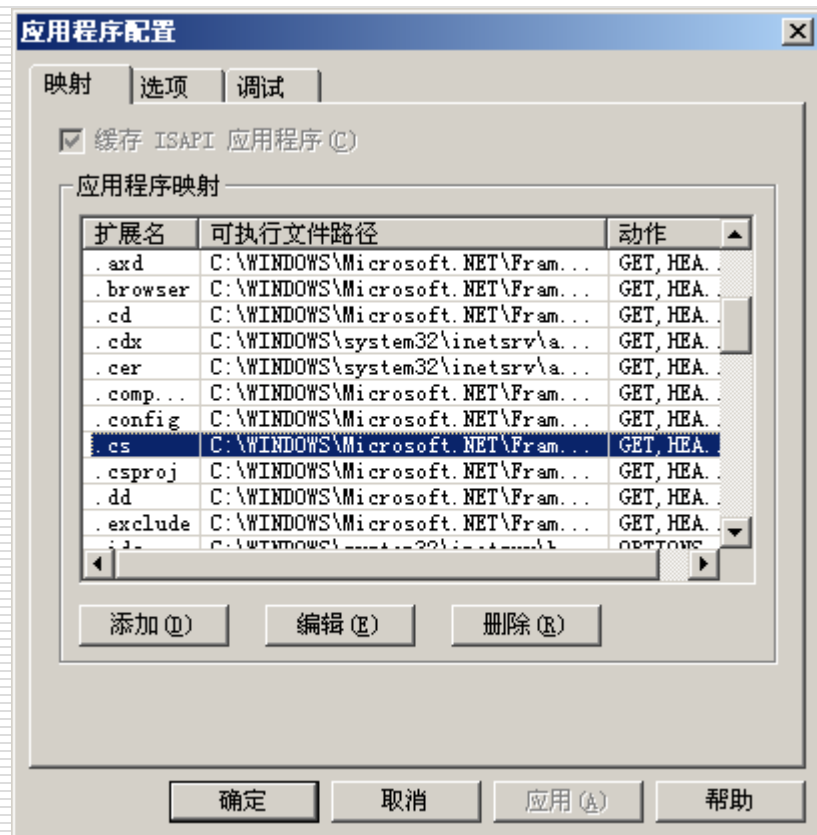 应用程序配置
映射 选项 调试
缓存 ISAPI 应用程序(C)
应用程序映射
扩展名 可执行文件路径 动作
.axd C:\WINDOWS\Microsoft.NET\Fram... GET,HEA..
.browser C:\WINDOWS\Microsoft.NET\Fram... GET,HEA..
.cd C:\WINDOWS\Microsoft.NET\Fram... GET,HEA..
.cdx C:\WINDOWS\system32\inetsrv\a... GET,HEA..
.cer C:\WINDOWS\system32\inetsrv\a... GET,HEA..
.comp... C:\WINDOWS\Microsoft.NET\Fram... GET,HEA..
.config C:\WINDOWS\Microsoft.NET\Fram... GET,HEA..
.cs C:\WINDOWS\Microsoft.NET\Fram... GET,HEA..
.csproj C:\WINDOWS\Microsoft.NET\Fram... GET,HEA..
.dd C:\WINDOWS\Microsoft.NET\Fram... GET,HEA..
.exclude C:\WINDOWS\Microsoft.NET\Fram... GET,HEA..
C:\WINDOWS\system32\inetsrv\h... OPTIONS
添加(D) 编辑(E) 删除(R)
确定 取消 应用(A) 帮助